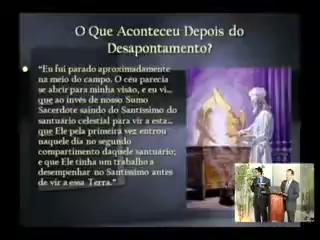 O Que Aconteceu Depois do
Desapontamento?
“Eu fui parado aproximadamente
na meio do campo. O céu parecia
se abrir para minha visão, e eu vi...
que ao invés de nosso Sumo
Sacerdote saindo do Santíssimo do
santuário celestial para vir a esta...
que Ele pela primeira vez entrou
naquele dia no segundo
compartimento daquele santuário;
e que Ele tinha um trabalho a
desempenhar no Santíssimo antes
de vir a essa Terra.”